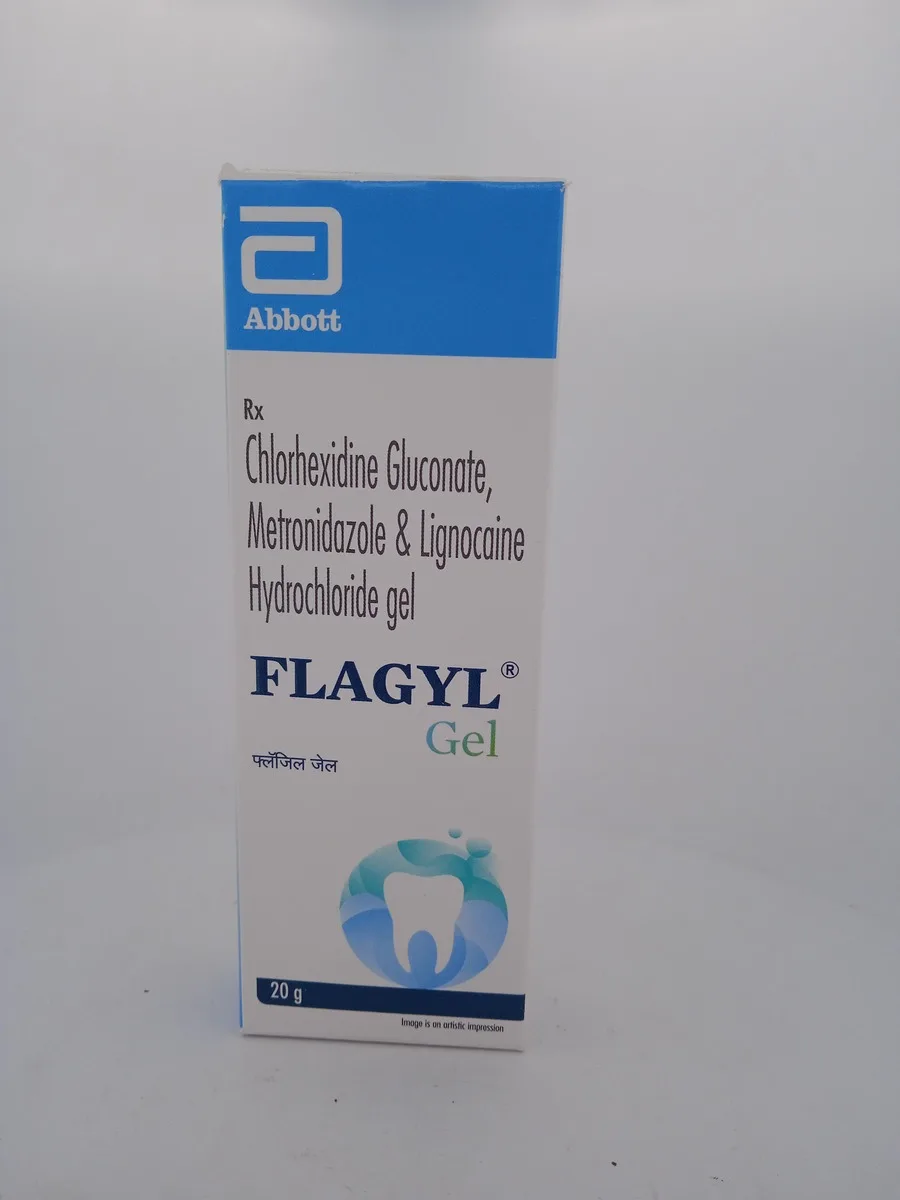 Abbott
Rx
Chlorhexidine Gluconate,
Metronidazole & Lignocaine
Hydrochloride gel
FLAGYL®
Gel
फ्लॅजिल जेल
20 g
Image is an artistic impression